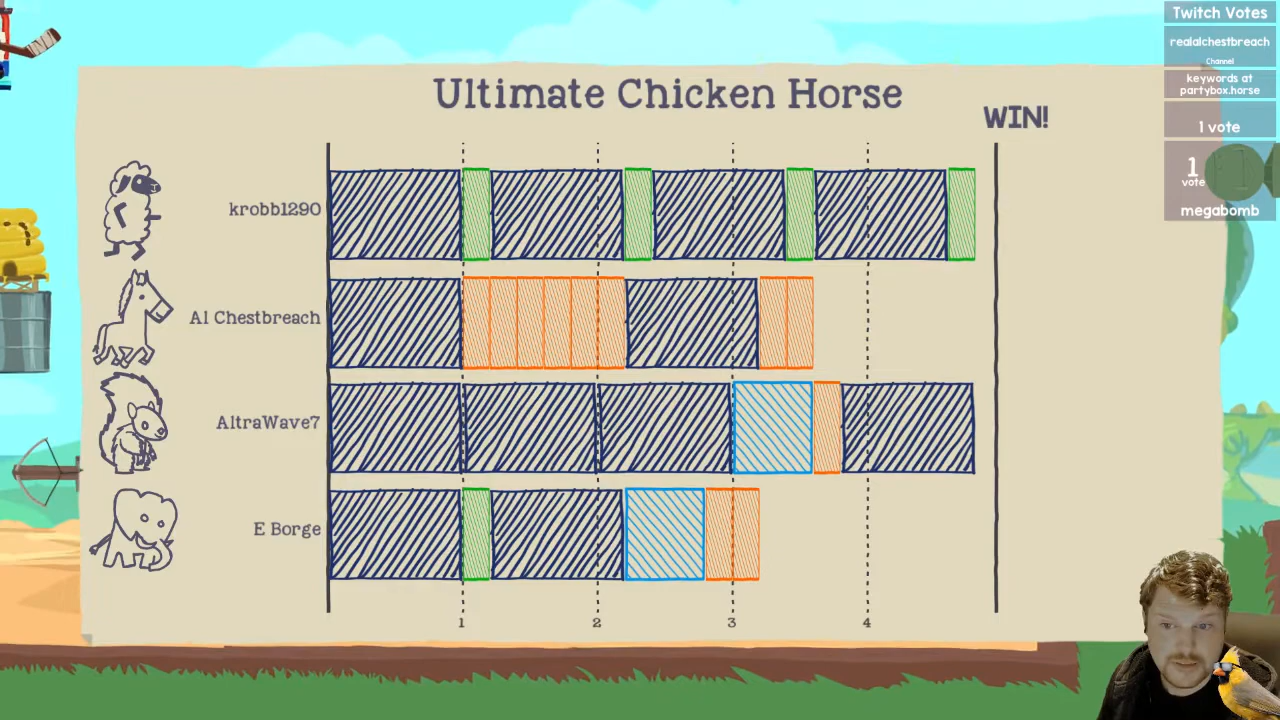 Ultimate Chicken Horse
WIN!
krobb1290
Al Chestbreach
AltraWave7
E Borge
1 2 3 4
Twitch Votes
realalchestbreach
Channel
keywords at
partybox.horse
1 vote
1
vote
megabomb